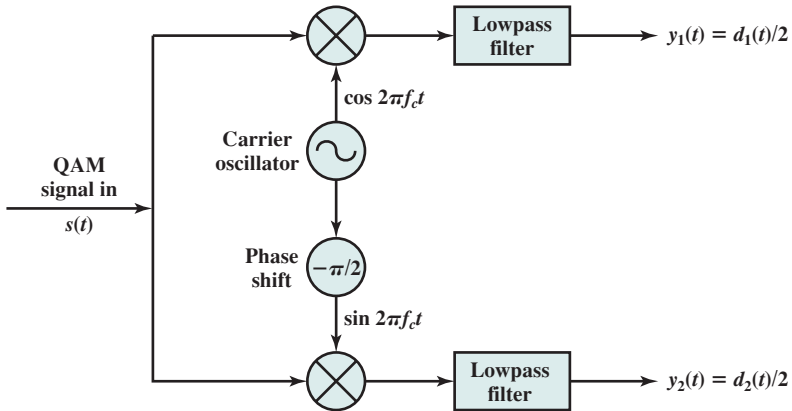 Lowpass
filter
y₁(t) = d₁(t)/2
cos 2πf꜀t
Carrier
oscillator
QAM
signal in
s(t)
Phase
shift
−π/2
sin 2πf꜀t
Lowpass
filter
y₂(t) = d₂(t)/2